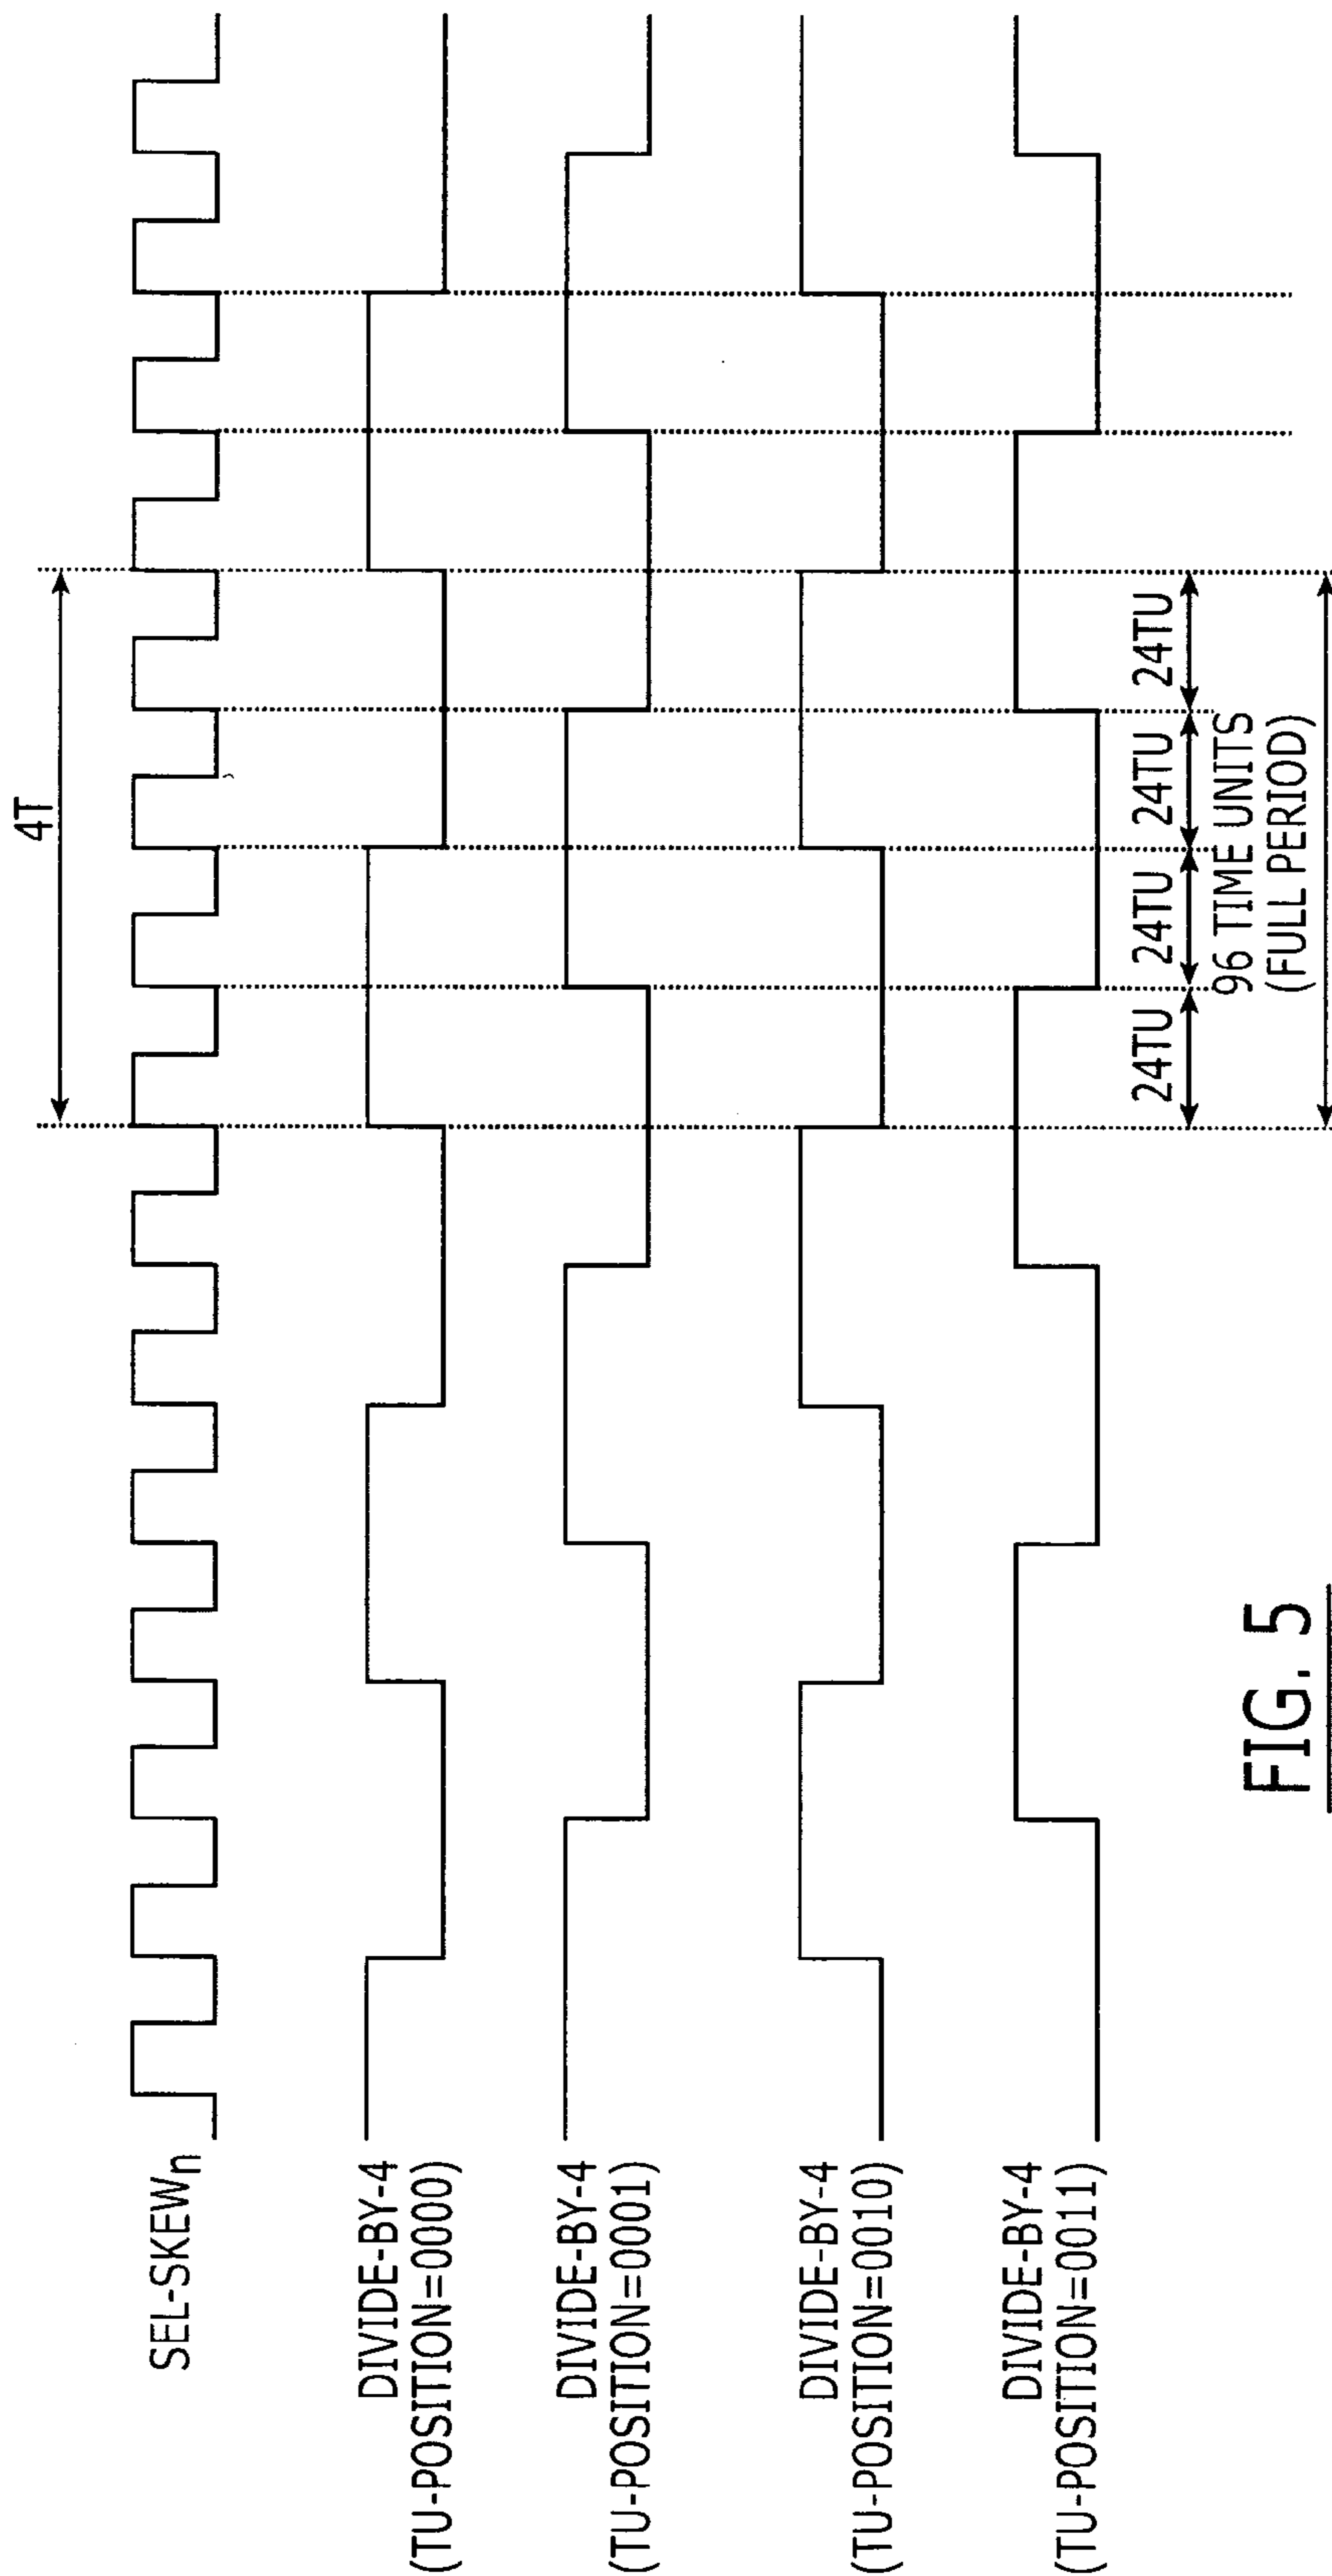 4T
SEL-SKEWn
DIVIDE-BY-4
(TU-POSITION=0000)
DIVIDE-BY-4
(TU-POSITION=0001)
DIVIDE-BY-4
(TU-POSITION=0010)
DIVIDE-BY-4
(TU-POSITION=0011)
24TU 24TU 24TU 24TU
96 TIME UNITS
(FULL PERIOD)
FIG. 5